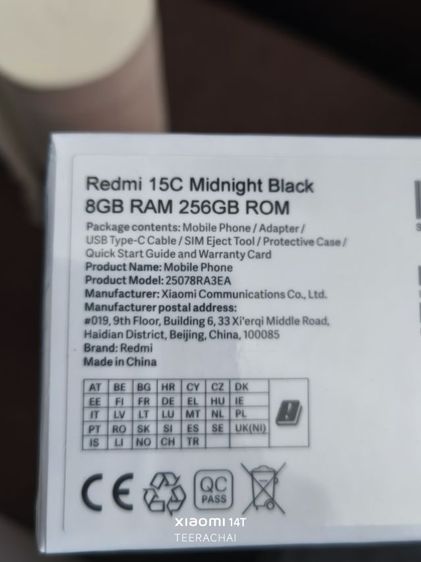 Redmi 15C Midnight Black
8GB RAM 256GB ROM
Package contents: Mobile Phone / Adapter /
USB Type-C Cable / SIM Eject Tool / Protective Case /
Quick Start Guide and Warranty Card
Product Name: Mobile Phone
Product Model: 25078RA3EA
Manufacturer: Xiaomi Communications Co., Ltd.
Manufacturer postal address:
#019, 9th Floor, Building 6, 33 Xi'erqi Middle Road,
Haidian District, Beijing, China, 100085
Brand: Redmi
Made in China
AT BE BG HR CY CZ DK
EE FI FR DE EL HU IE
IT LV LT LU MT NL PL
PT RO SK SI ES SE UK(NI)
IS LI NO CH TR
CE QC
PASS
XIAOMI 14T
TEERACHAI